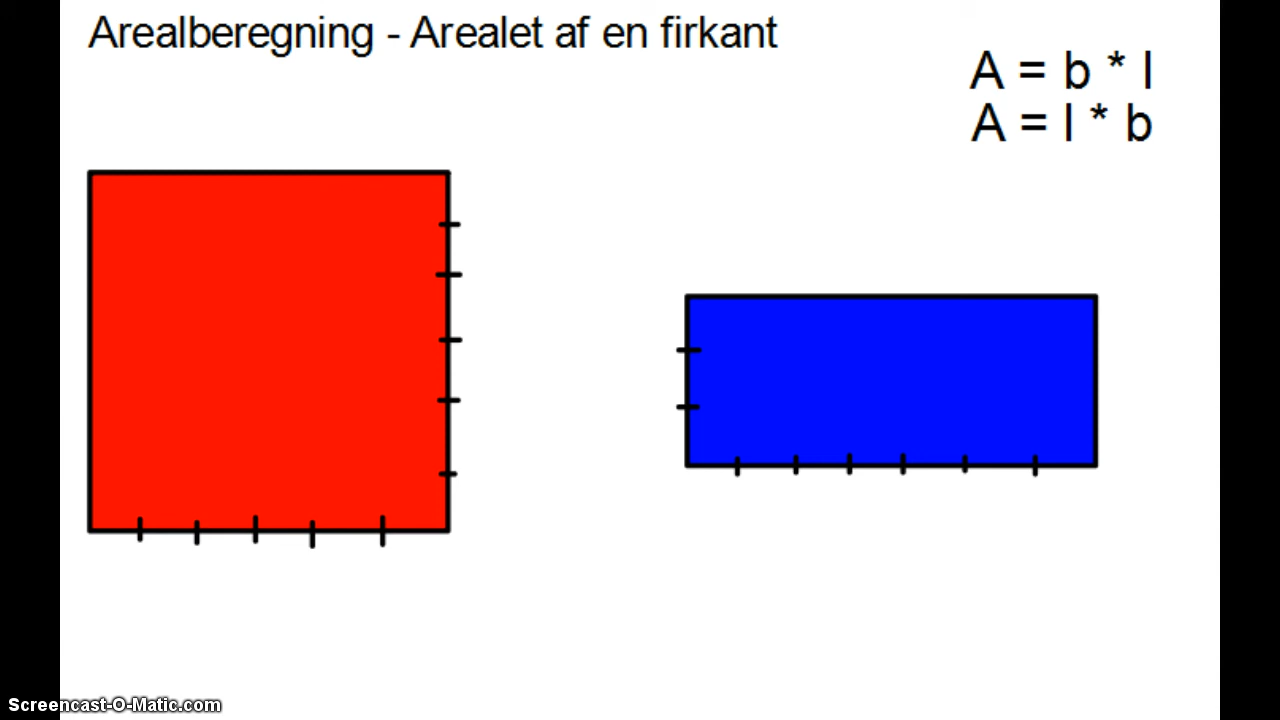 Arealberegning - Arealet af en firkant
A = b * l
A = l * b
Screencast-O-Matic.com